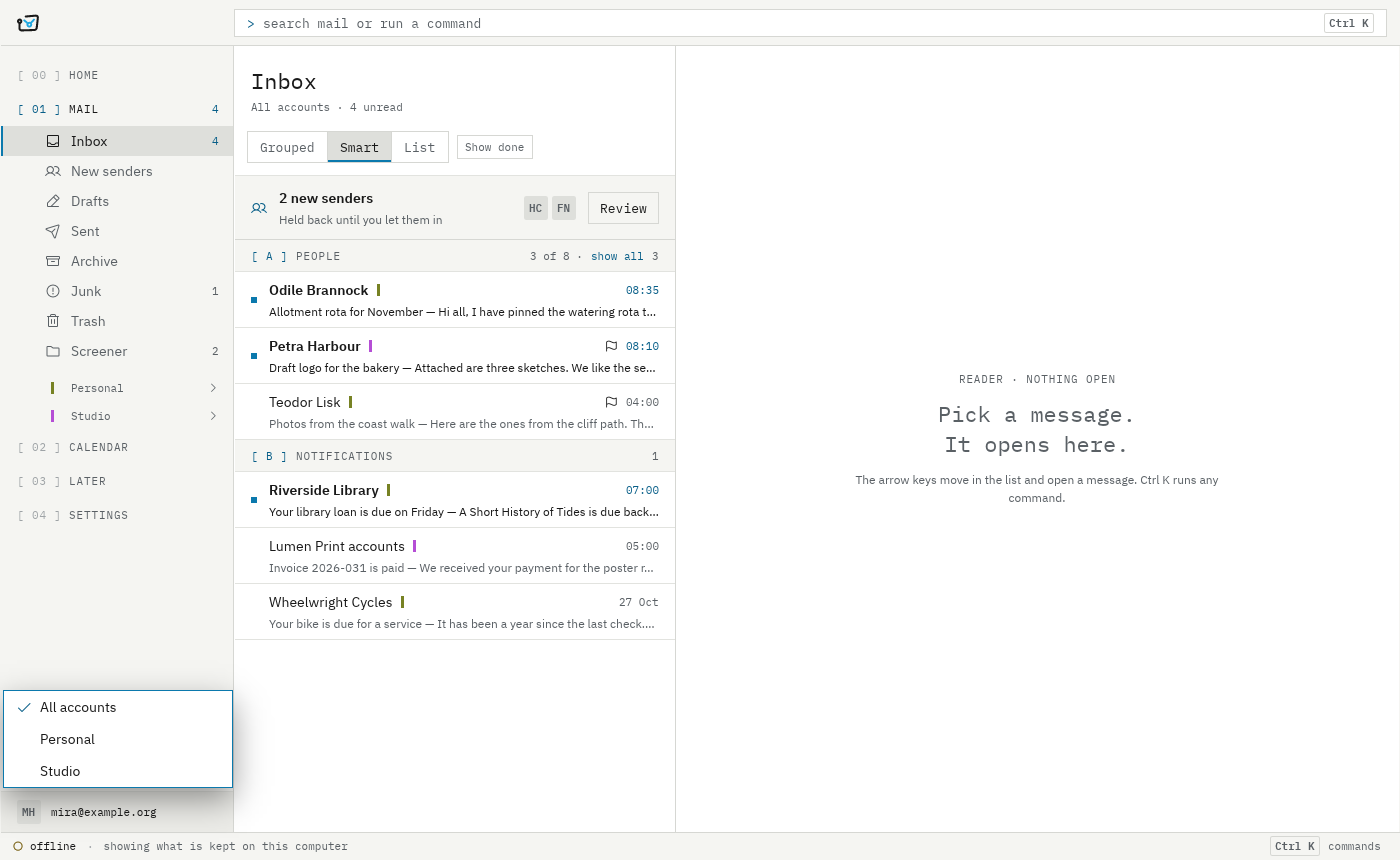 > search mail or run a command Ctrl K
[ 00 ] HOME
[ 01 ] MAIL 4
Inbox 4
New senders
Drafts
Sent
Archive
Junk 1
Trash
Screener 2
Personal
Studio
[ 02 ] CALENDAR
[ 03 ] LATER
[ 04 ] SETTINGS
All accounts
Personal
Studio
MH mira@example.org
Inbox
All accounts · 4 unread
Grouped Smart List Show done
2 new senders
Held back until you let them in
HC FN Review
[ A ] PEOPLE 3 of 8 · show all 3
Odile Brannock 08:35
Allotment rota for November — Hi all, I have pinned the watering rota t…
Petra Harbour 08:10
Draft logo for the bakery — Attached are three sketches. We like the se…
Teodor Lisk 04:00
Photos from the coast walk — Here are the ones from the cliff path. Th…
[ B ] NOTIFICATIONS 1
Riverside Library 07:00
Your library loan is due on Friday — A Short History of Tides is due back…
Lumen Print accounts 05:00
Invoice 2026-031 is paid — We received your payment for the poster r…
Wheelwright Cycles 27 Oct
Your bike is due for a service — It has been a year since the last check.…
READER · NOTHING OPEN
Pick a message.
It opens here.
The arrow keys move in the list and open a message. Ctrl K runs any
command.
offline · showing what is kept on this computer Ctrl K commands